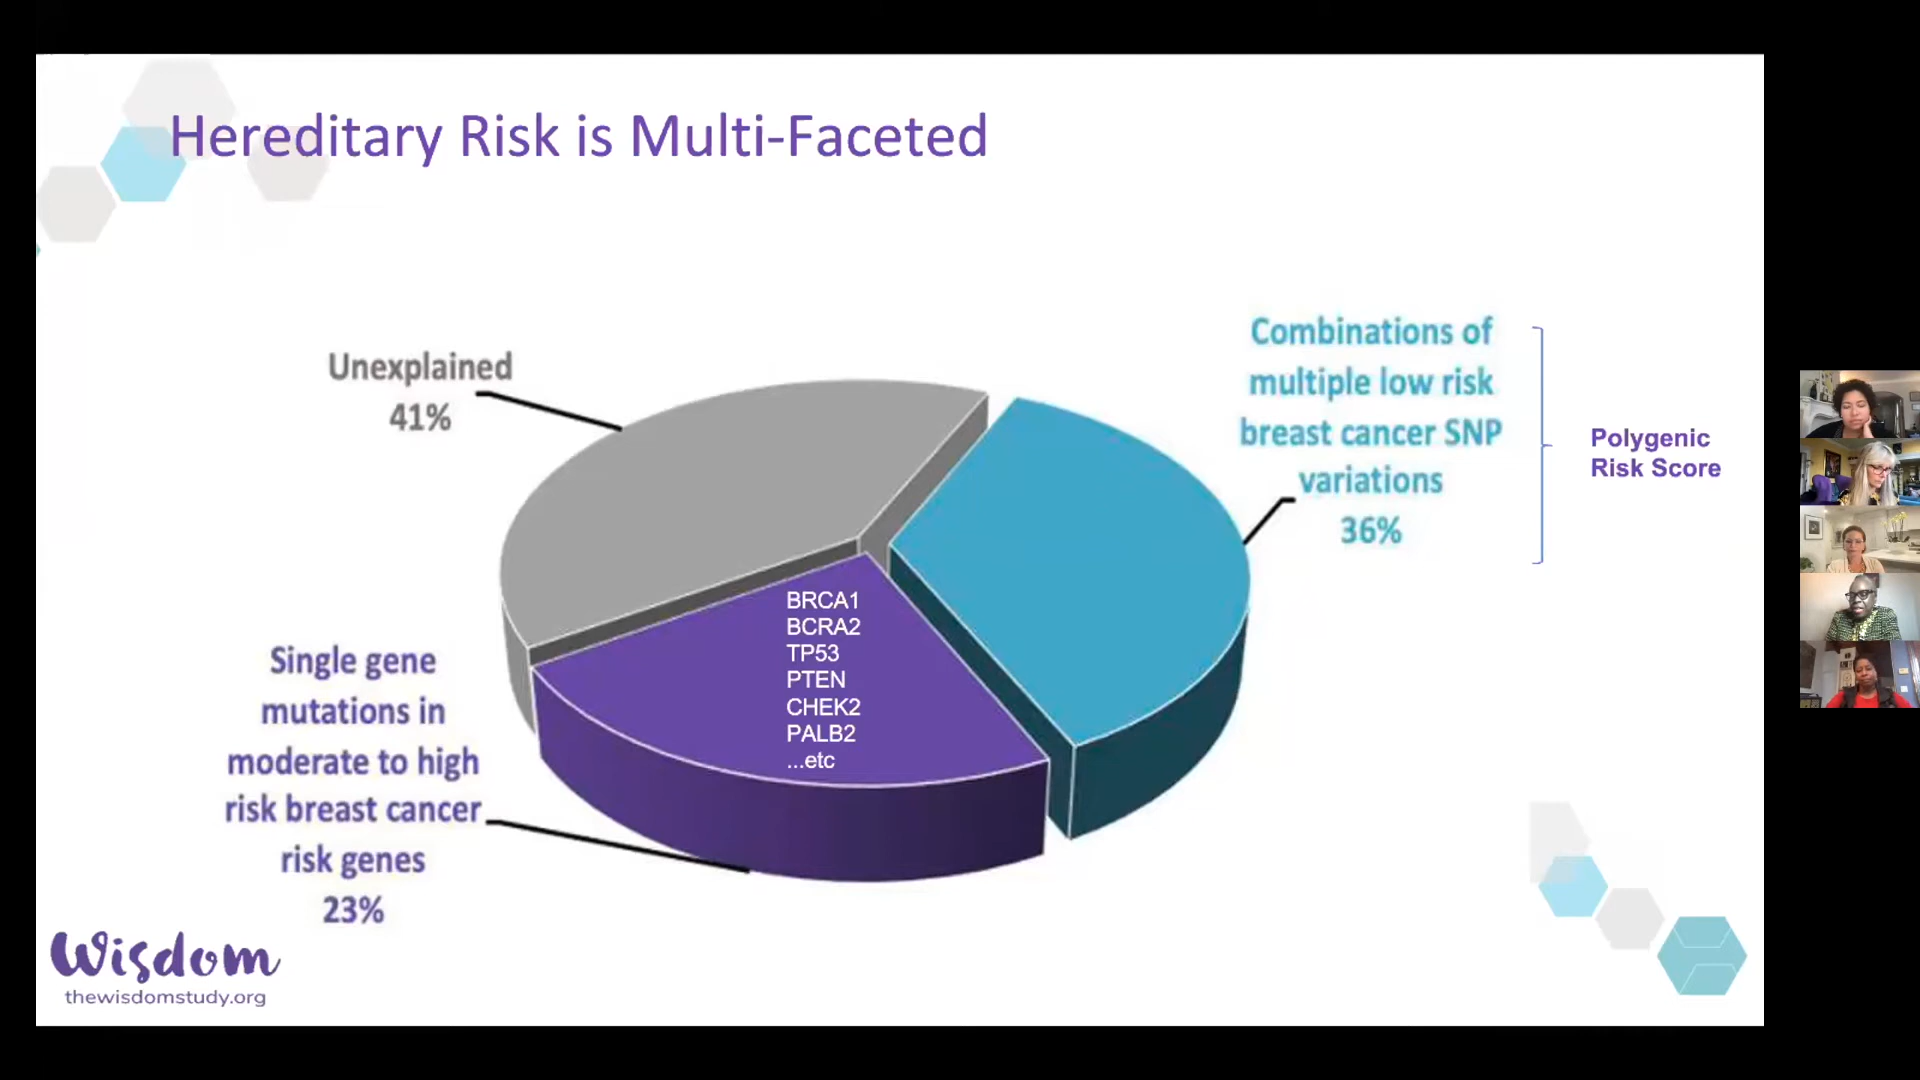 Hereditary Risk is Multi-Faceted
Unexplained
41%
Combinations of
multiple low risk
breast cancer SNP
variations
36%
Polygenic
Risk Score
BRCA1
BCRA2
TP53
PTEN
CHEK2
PALB2
...etc
Single gene
mutations in
moderate to high
risk breast cancer
risk genes
23%
Wisdom
thewisdomstudy.org